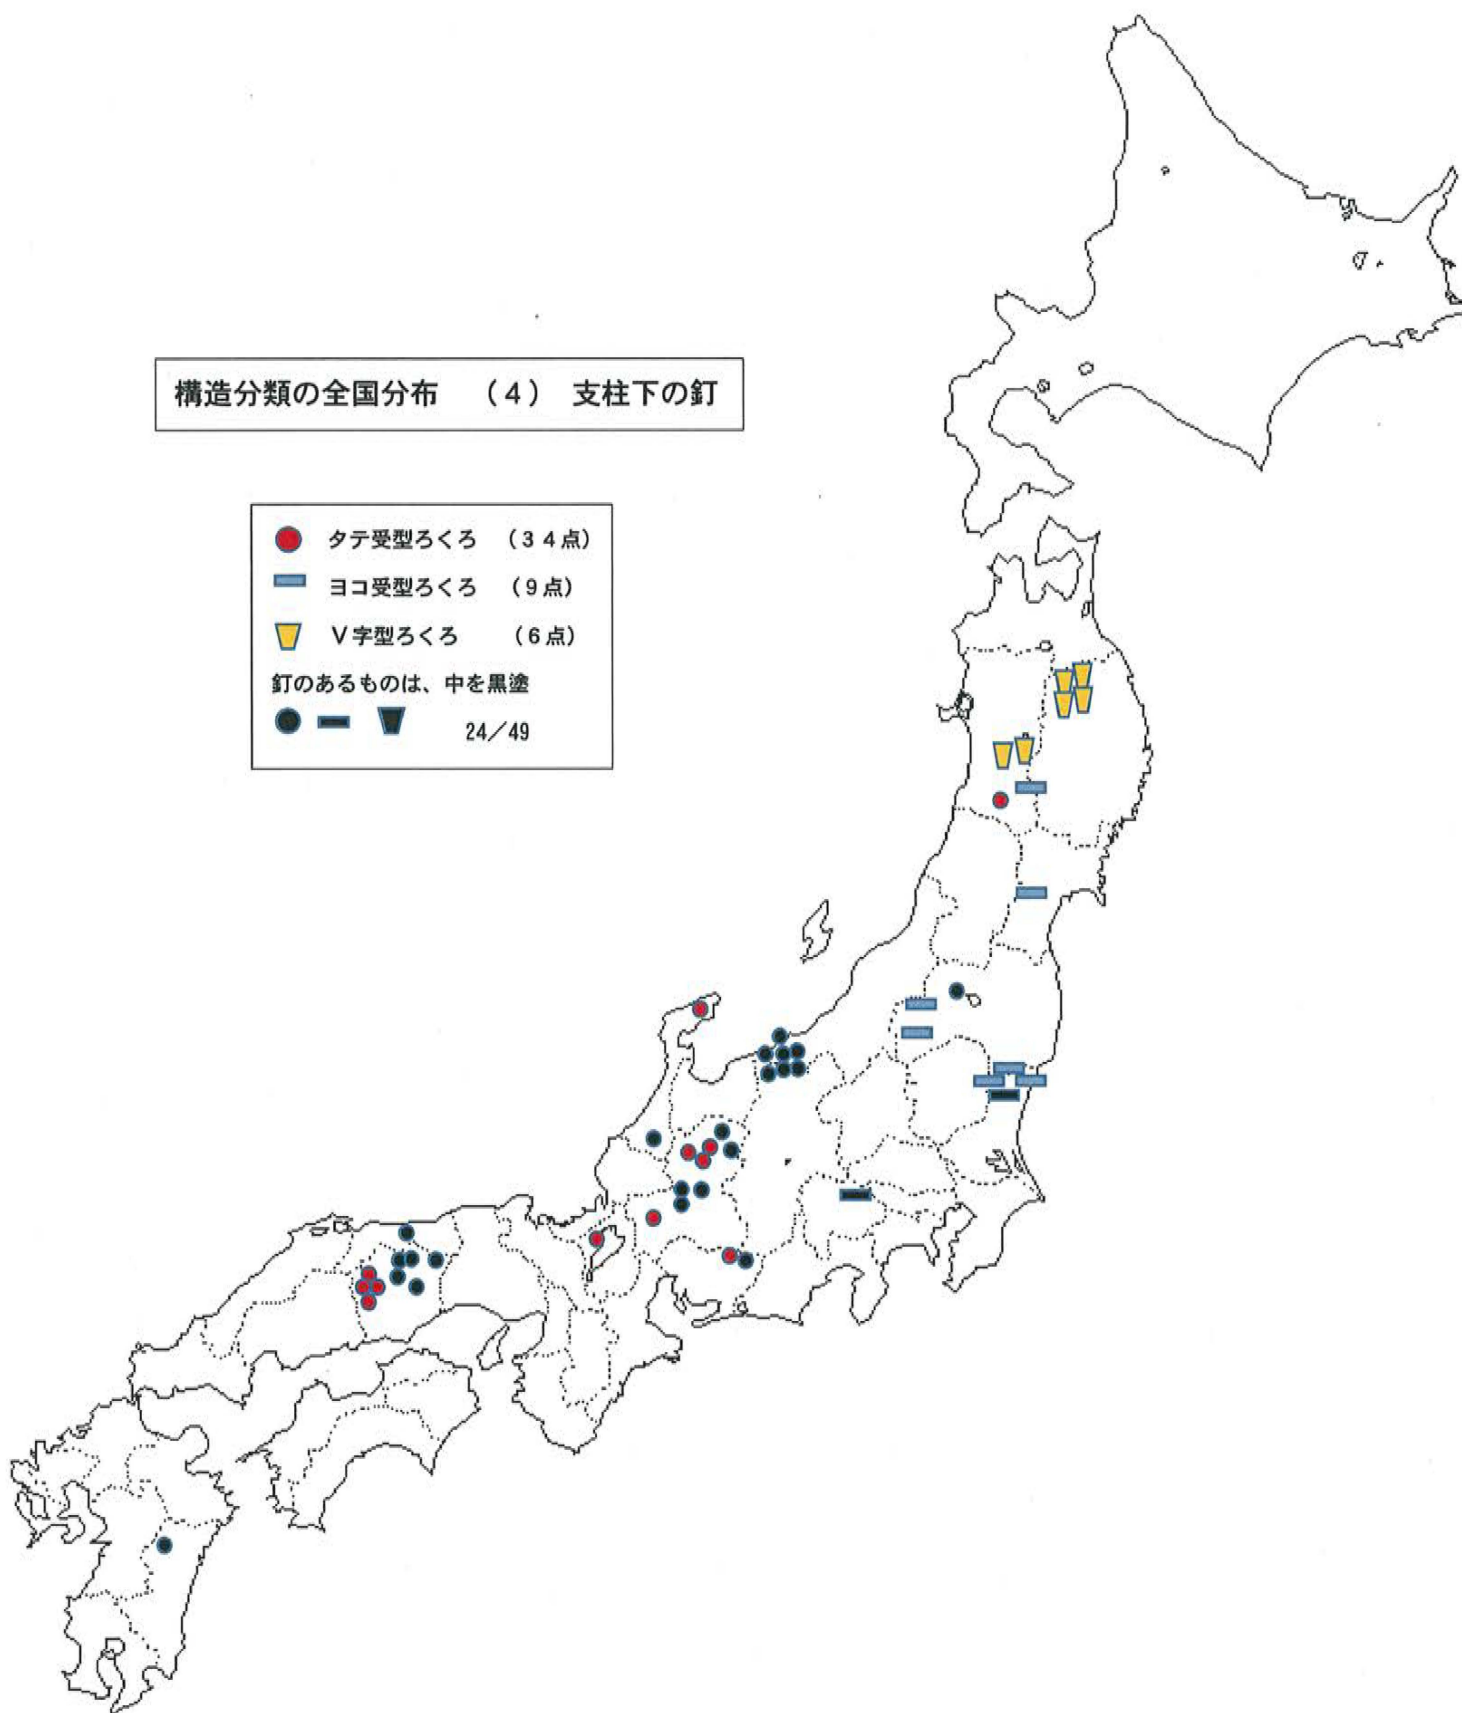 構造分類の全国分布　（４）　支柱下の釘
タテ受型ろくろ　（３４点）
ヨコ受型ろくろ　（９点）
Ｖ字型ろくろ　　（６点）
釘のあるものは、中を黒塗
24／49